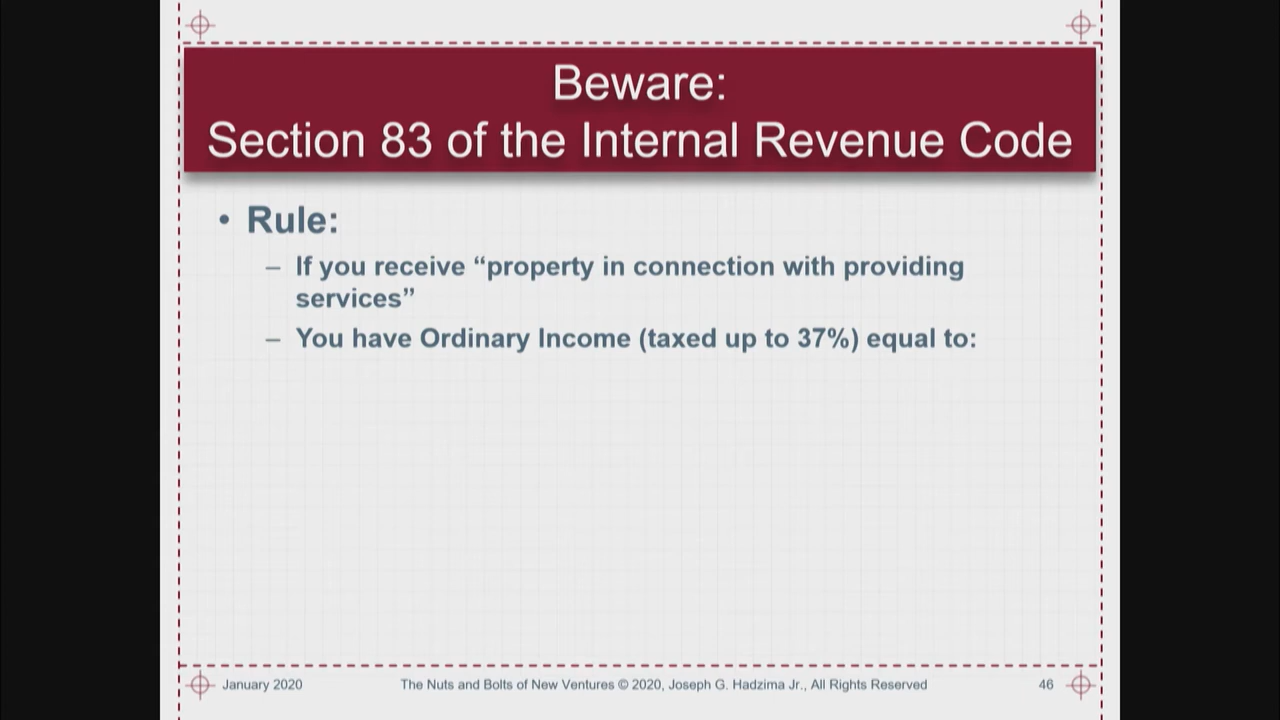 Beware:
Section 83 of the Internal Revenue Code
• Rule:
– If you receive “property in connection with providing
services”
– You have Ordinary Income (taxed up to 37%) equal to:
January 2020 The Nuts and Bolts of New Ventures © 2020, Joseph G. Hadzima Jr., All Rights Reserved 46